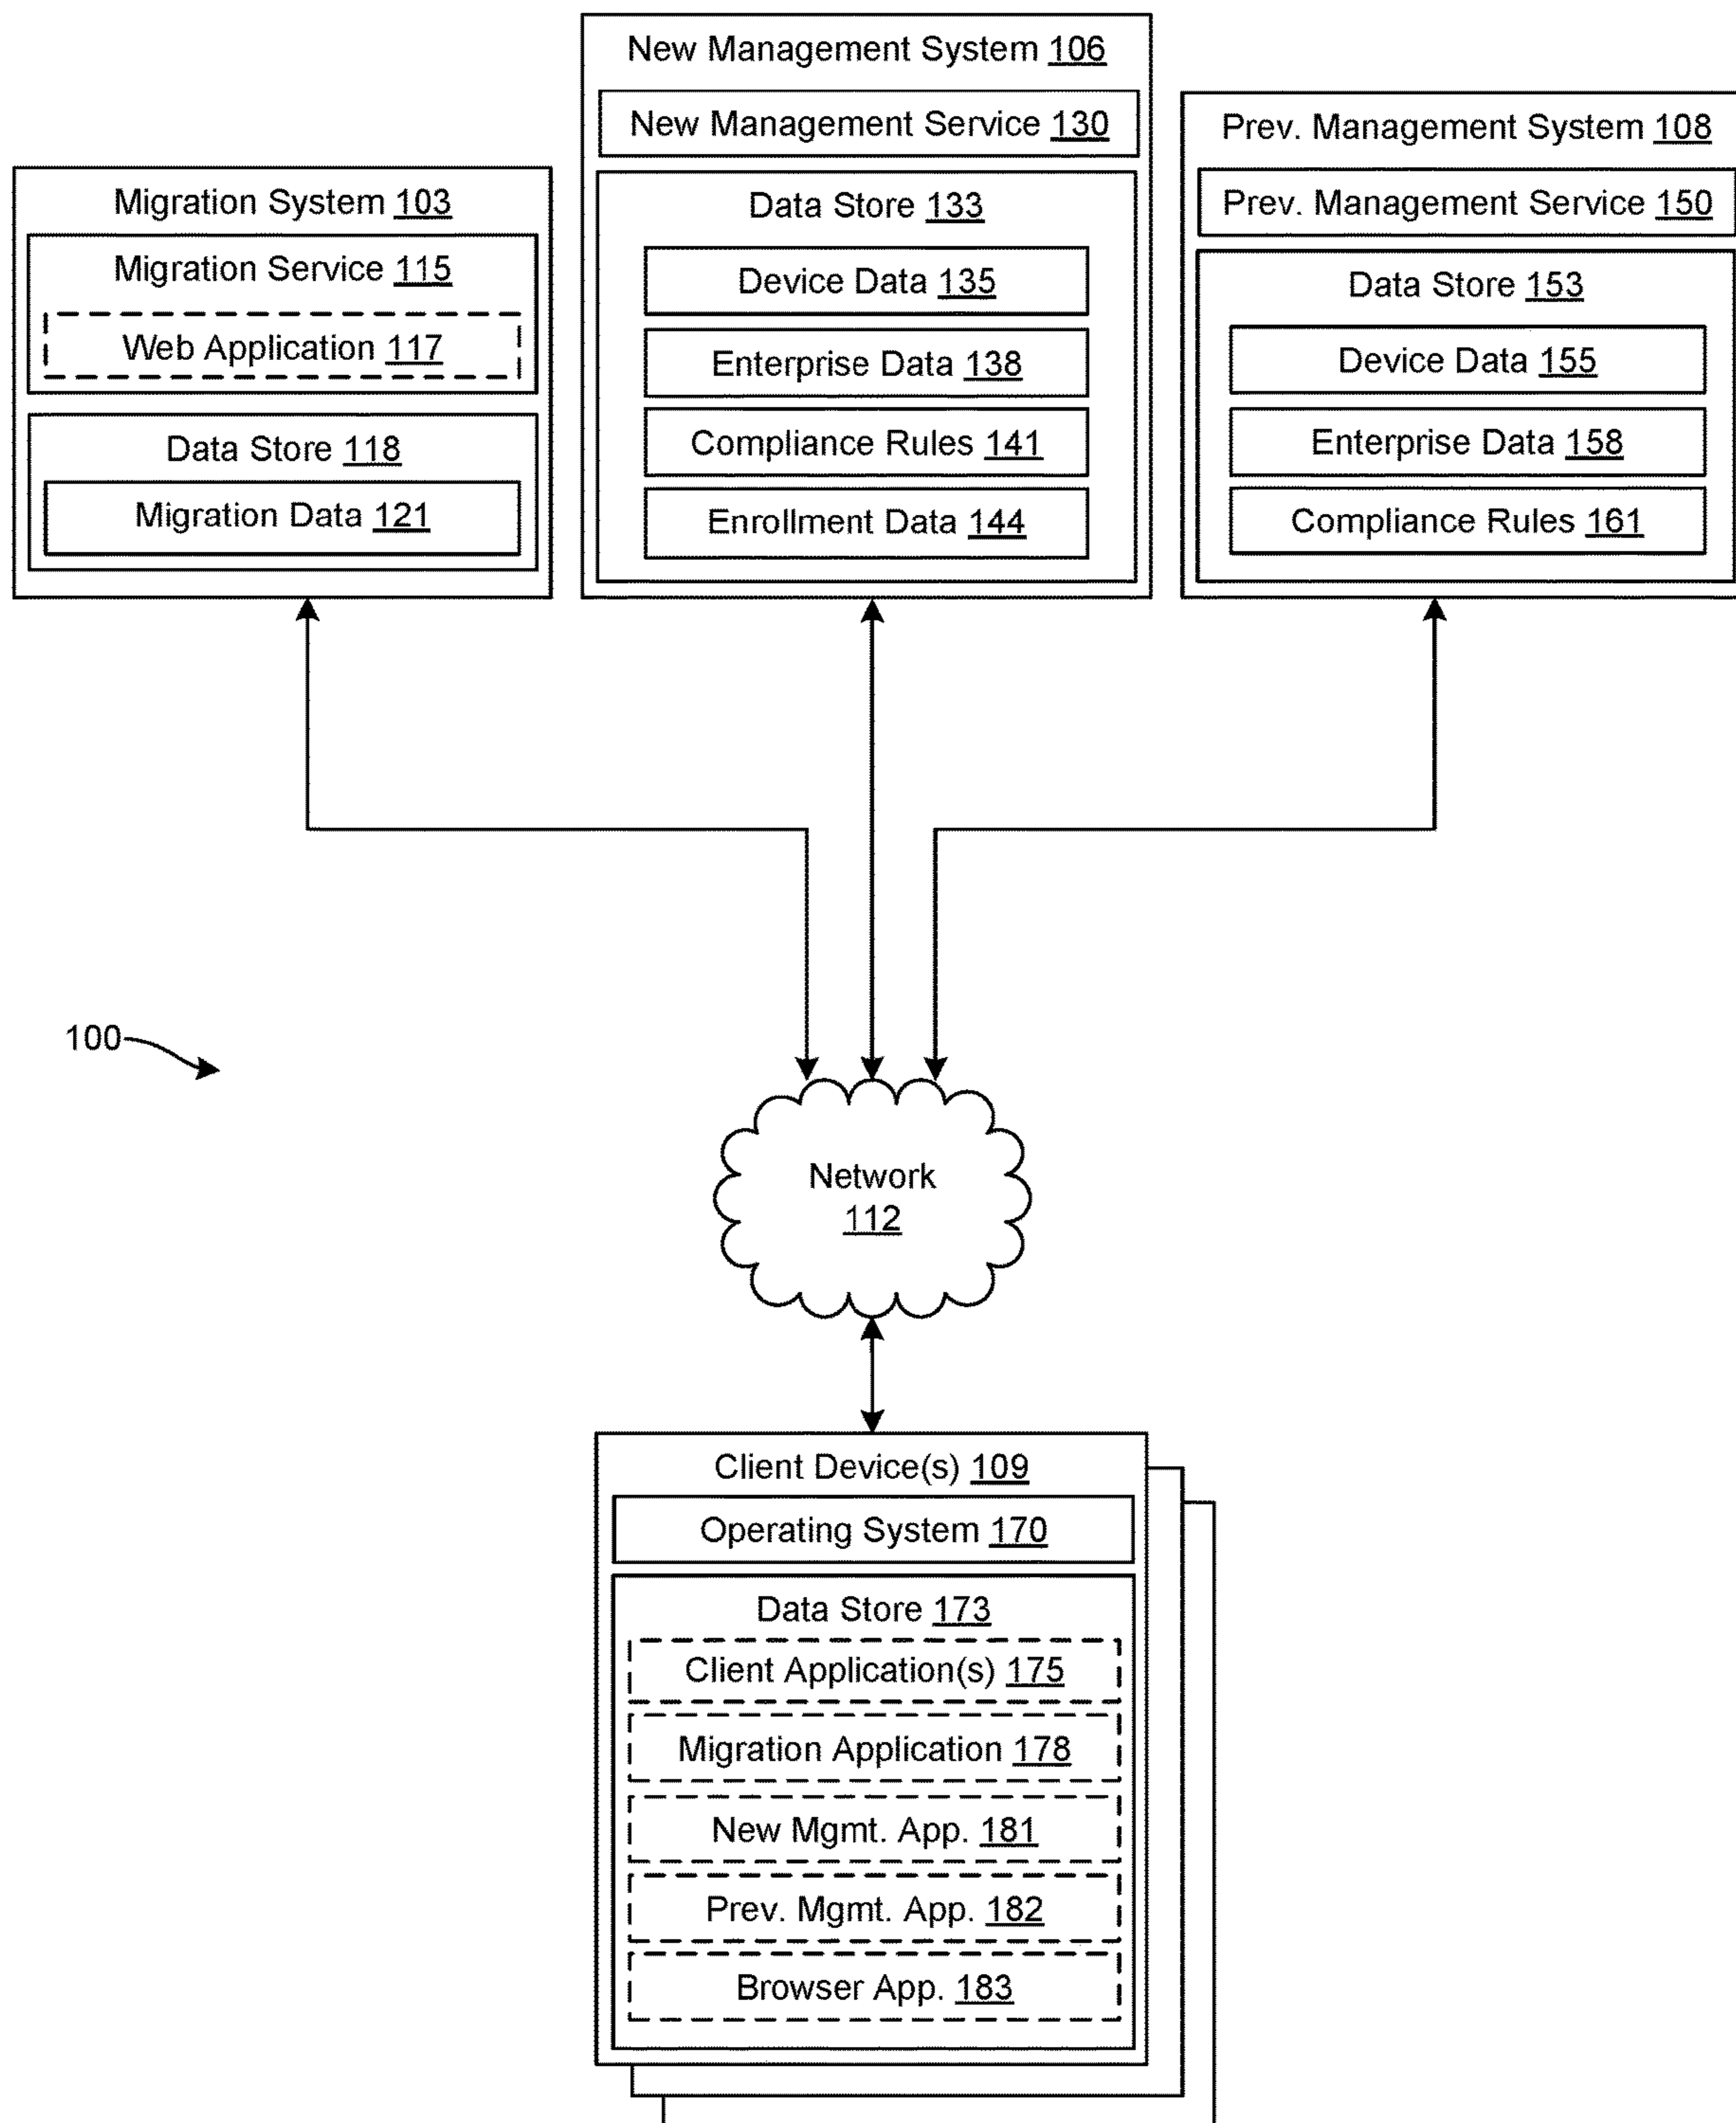 New Management System 106
New Management Service 130
Data Store 133
Device Data 135
Enterprise Data 138
Compliance Rules 141
Enrollment Data 144
Prev. Management System 108
Prev. Management Service 150
Data Store 153
Device Data 155
Enterprise Data 158
Compliance Rules 161
Migration System 103
Migration Service 115
Web Application 117
Data Store 118
Migration Data 121
100
Network
112
Client Device(s) 109
Operating System 170
Data Store 173
Client Application(s) 175
Migration Application 178
New Mgmt. App. 181
Prev. Mgmt. App. 182
Browser App. 183